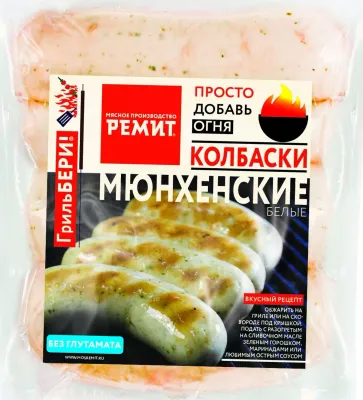 МЯСНОЕ ПРОИЗВОДСТВО
РЕМИТ
ПРОСТО
ДОБАВЬ
ОГНЯ
ГрильБЕРИ!
КОЛБАСКИ
МЮНХЕНСКИЕ
БЕЛЫЕ
ВКУСНЫЙ РЕЦЕПТ
ОБЖАРИТЬ НА
ГРИЛЕ ИЛИ НА СКО-
ВОРОДЕ ПОД КРЫШКОЙ,
ПОДАТЬ С РАЗОГРЕТЫМ
НА СЛИВОЧНОМ МАСЛЕ
ЗЕЛЕНЫМ ГОРОШКОМ,
МАРИНАДАМИ ИЛИ
ЛЮБИМЫМ ОСТРЫМ СОУСОМ
БЕЗ ГЛУТАМАТА